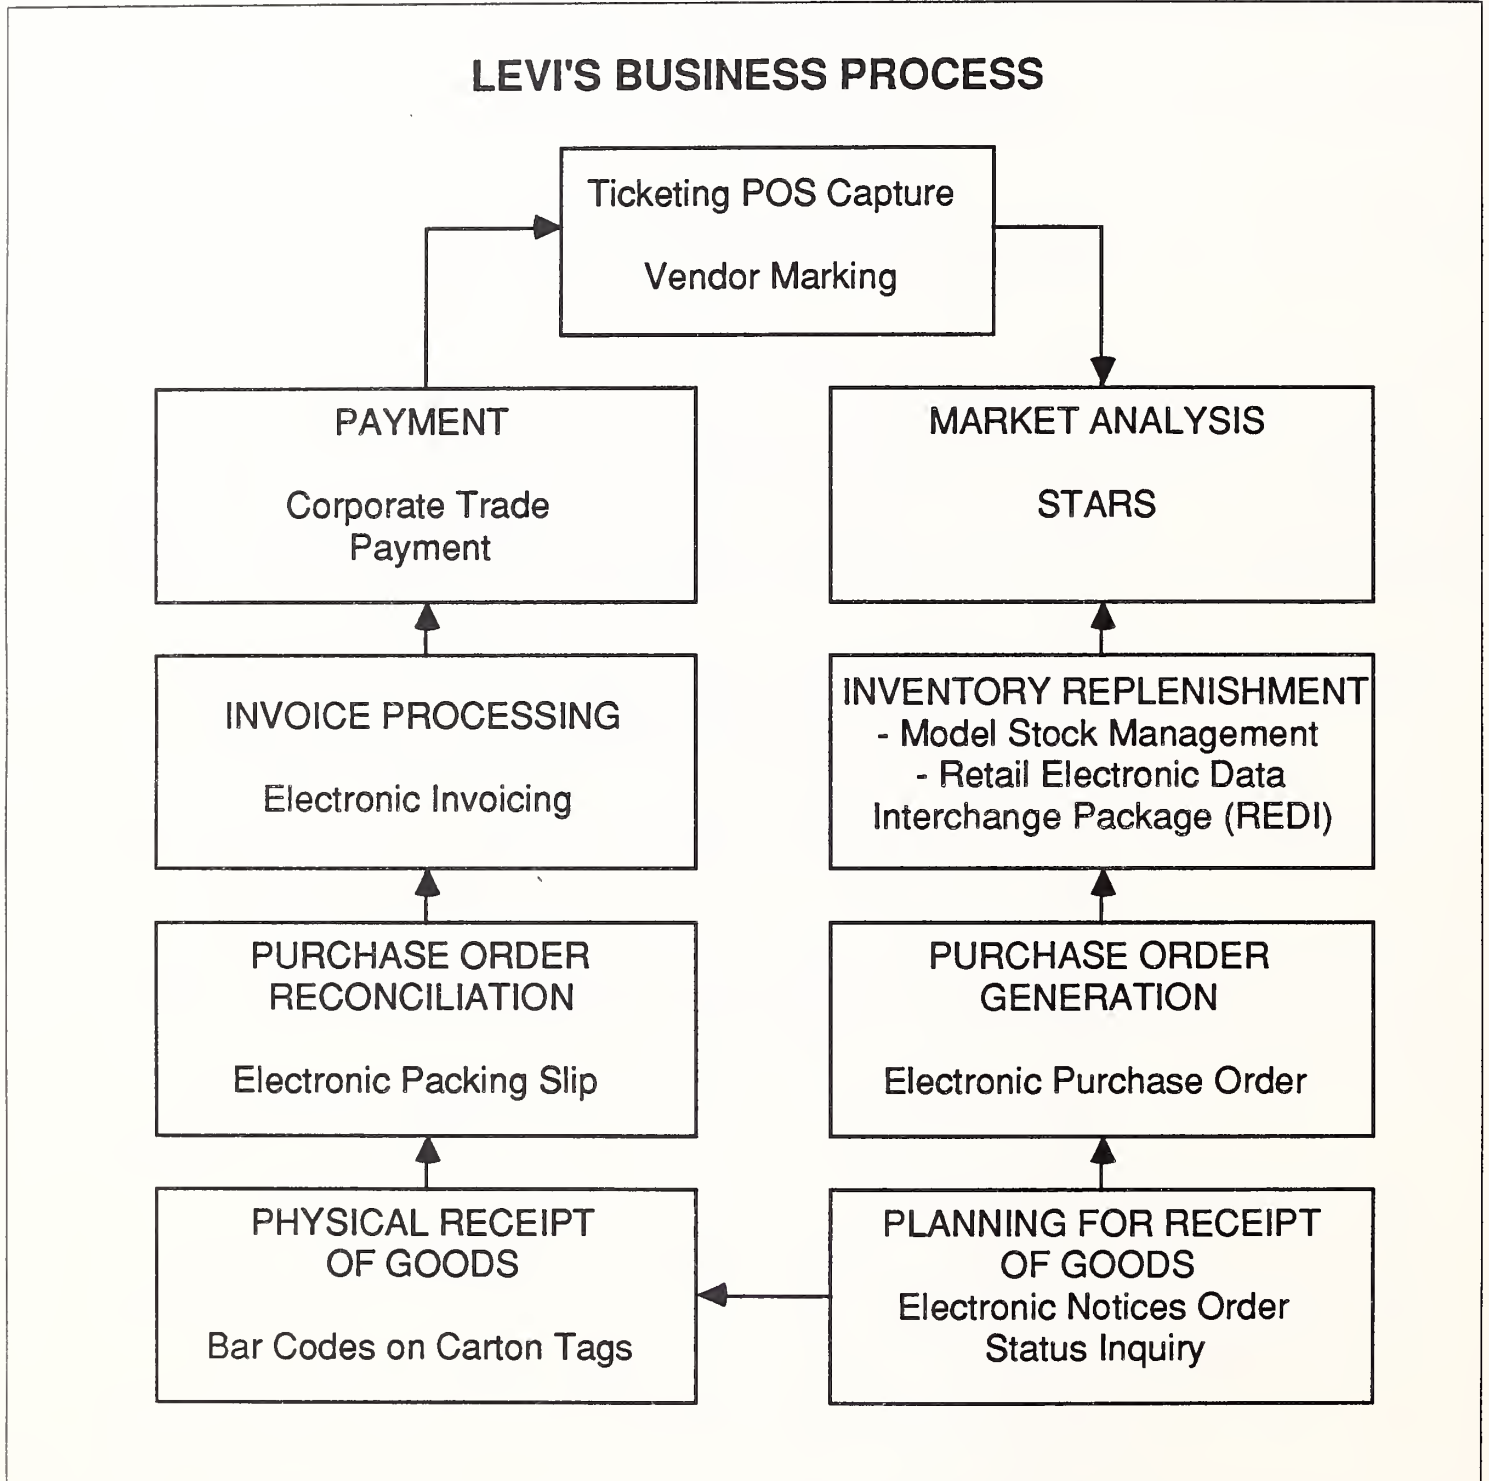 LEVI'S BUSINESS PROCESS
Ticketing POS Capture
Vendor Marking
PAYMENT
Corporate Trade
Payment
MARKET ANALYSIS
STARS
INVOICE PROCESSING
Electronic Invoicing
INVENTORY REPLENISHMENT
- Model Stock Management
- Retail Electronic Data
Interchange Package (REDI)
PURCHASE ORDER
RECONCILIATION
Electronic Packing Slip
PURCHASE ORDER
GENERATION
Electronic Purchase Order
PHYSICAL RECEIPT
OF GOODS
Bar Codes on Carton Tags
PLANNING FOR RECEIPT
OF GOODS
Electronic Notices Order
Status Inquiry